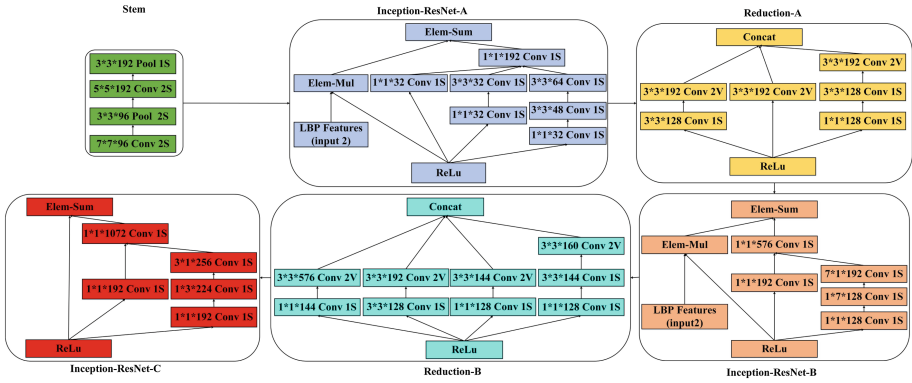 Stem
3*3*192 Pool 1S
5*5*192 Conv 2S
3*3*96 Pool 2S
7*7*96 Conv 2S
Inception-ResNet-A
Elem-Sum
1*1*192 Conv 1S
Elem-Mul
1*1*32 Conv 1S
3*3*32 Conv 1S
3*3*64 Conv 1S
LBP Features
(input 2)
1*1*32 Conv 1S
3*3*48 Conv 1S
1*1*32 Conv 1S
ReLu
Reduction-A
Concat
3*3*192 Conv 2V
3*3*192 Conv 2V
3*3*192 Conv 2V
3*3*128 Conv 1S
3*3*128 Conv 1S
1*1*128 Conv 1S
ReLu
Elem-Sum
1*1*1072 Conv 1S
3*1*256 Conv 1S
1*1*192 Conv 1S
1*3*224 Conv 1S
1*1*192 Conv 1S
ReLu
Inception-ResNet-C
Concat
3*3*160 Conv 2V
3*3*576 Conv 2V
3*3*192 Conv 2V
3*3*144 Conv 2V
3*3*144 Conv 1S
1*1*144 Conv 1S
3*3*128 Conv 1S
1*1*128 Conv 1S
1*1*128 Conv 1S
ReLu
Reduction-B
Elem-Sum
Elem-Mul
1*1*576 Conv 1S
1*1*192 Conv 1S
7*1*192 Conv 1S
1*7*128 Conv 1S
LBP Features
(input2)
1*1*128 Conv 1S
ReLu
Inception-ResNet-B